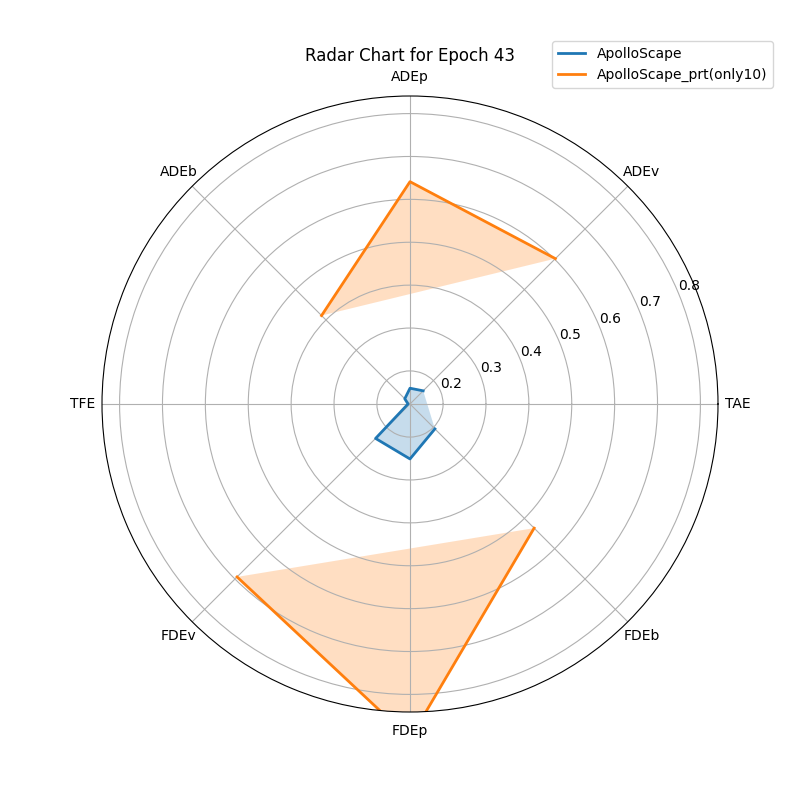 Radar Chart for Epoch 43
ApolloScape
ApolloScape_prt(only10)
ADEp
ADEb
ADEv
0.8
0.7
0.6
0.5
0.4
0.3
0.2
TFE
TAE
FDEv
FDEb
FDEp